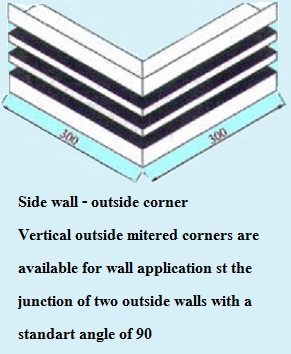 300 300
Side wall - outside corner
Vertical outside mitered corners are
available for wall application st the
junction of two outside walls with a
standart angle of 90